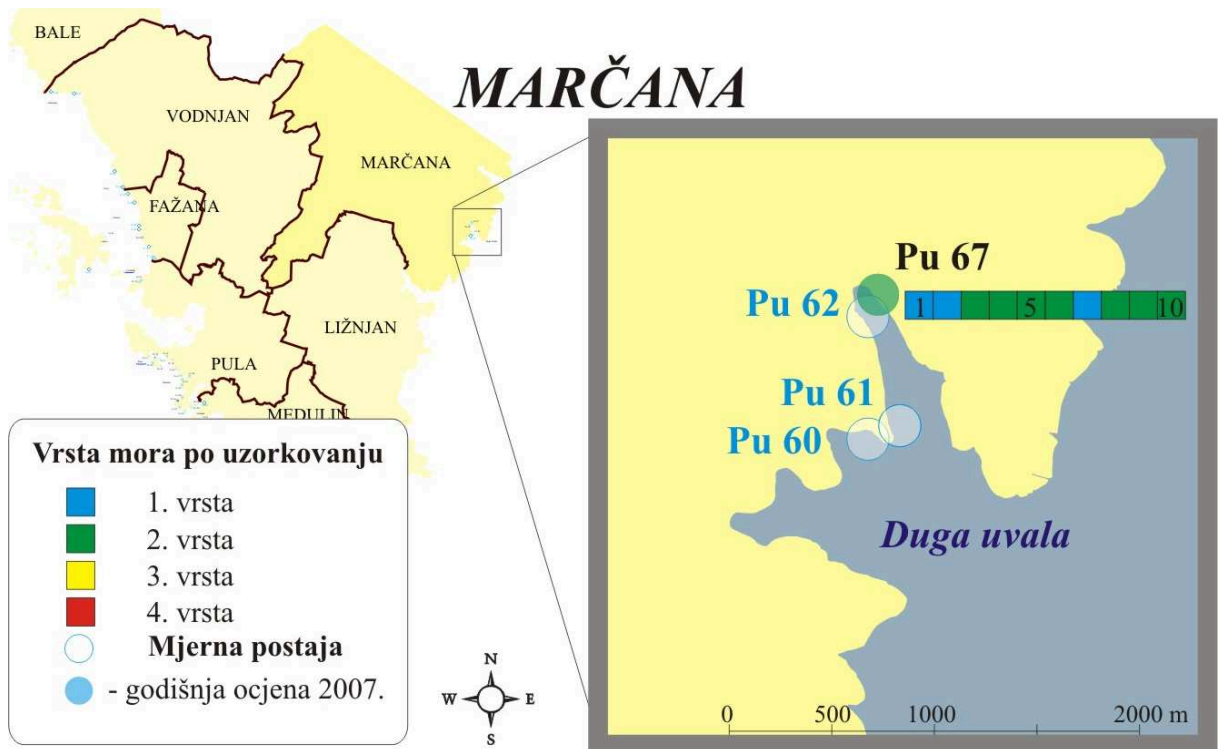 MARČANA
BALE
VODNJAN
MARČANA
FAŽANA
LIŽNJAN
PULA
MEDULIN
Vrsta mora po uzorkovanju
1. vrsta
2. vrsta
3. vrsta
4. vrsta
Mjerna postaja
- godišnja ocjena 2007.
N
W E
S
Pu 67
Pu 62
1 5 10
Pu 61
Pu 60
Duga uvala
0 500 1000 2000 m